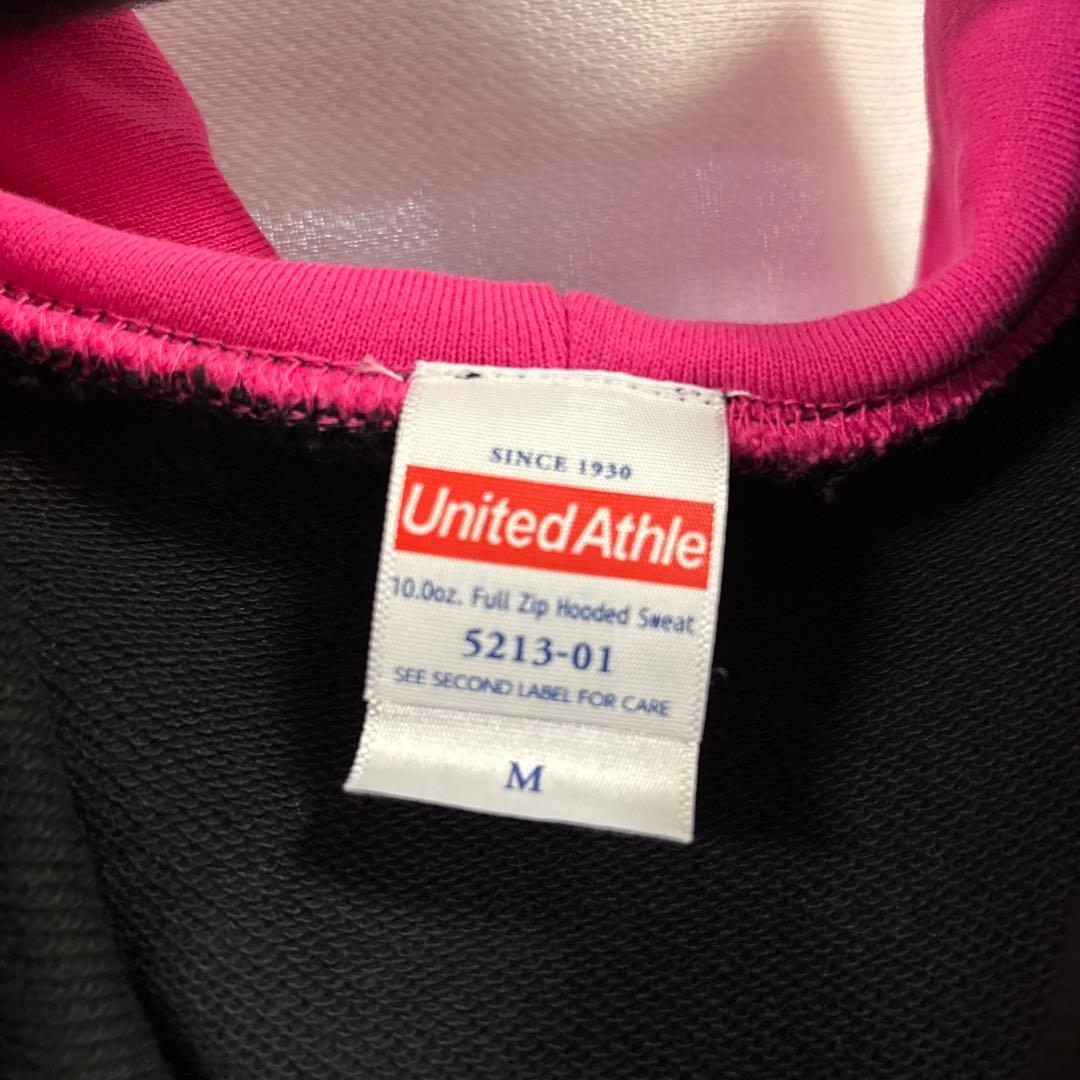 SINCE 1930
United Athle
10.0oz. Full Zip Hooded Sweat
5213-01
SEE SECOND LABEL FOR CARE
M